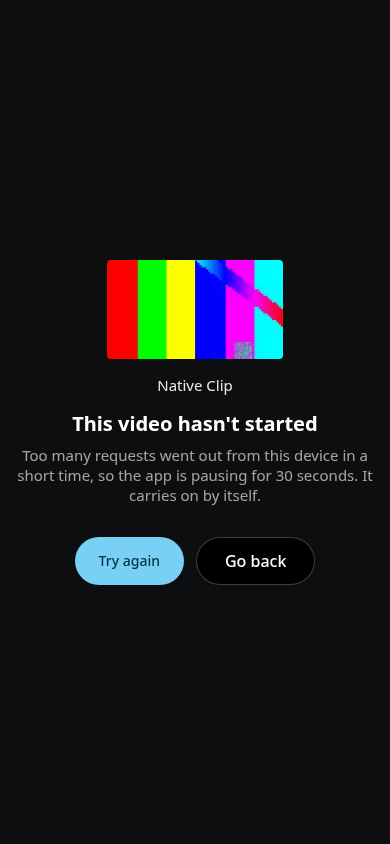 Native Clip
This video hasn't started
Too many requests went out from this device in a
short time, so the app is pausing for 30 seconds. It
carries on by itself.
Try again
Go back